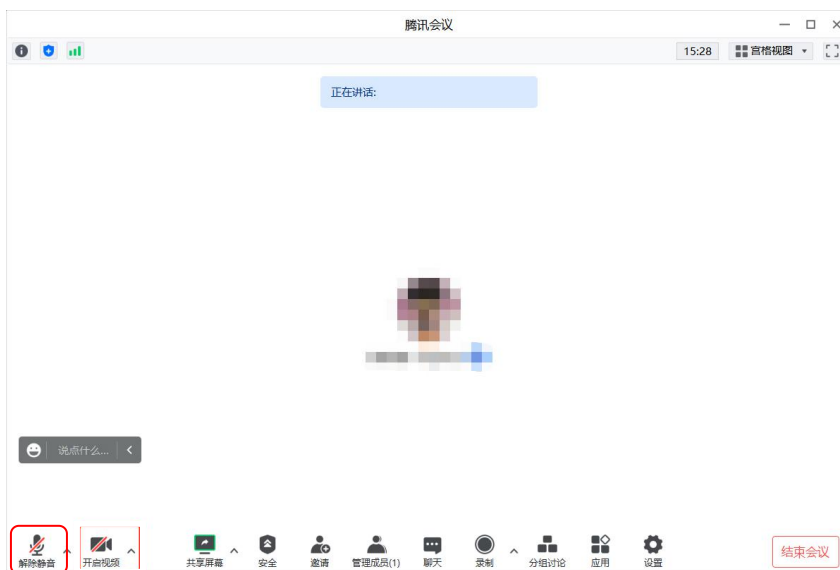 腾讯会议
15:28 宫格视图
正在讲话:
说点什么...
解除静音 开启视频 共享屏幕 安全 邀请 管理成员(1) 聊天 录制 分组讨论 应用 设置 结束会议